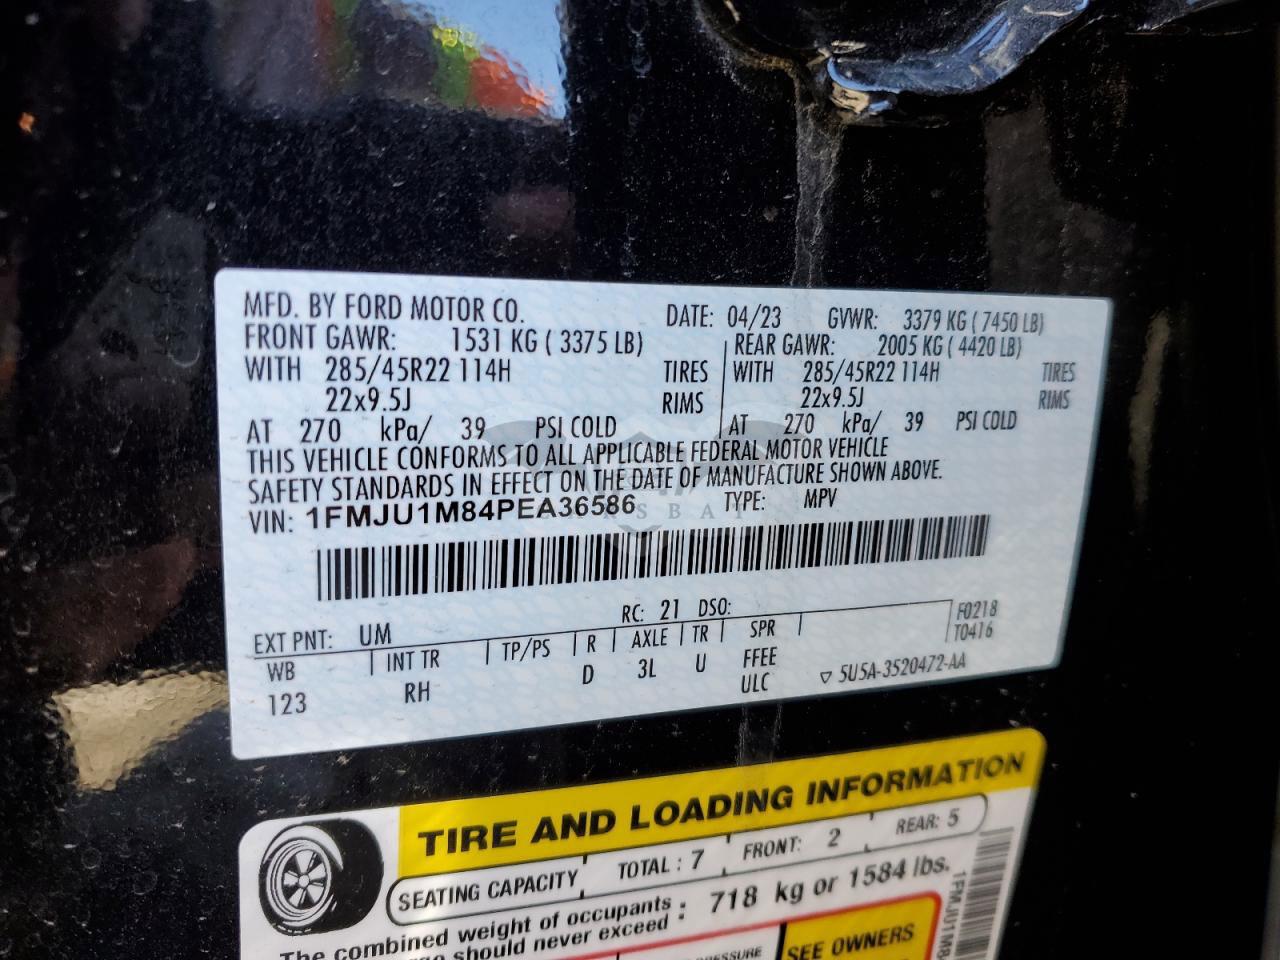 MFD. BY FORD MOTOR CO.
DATE: 04/23 GVWR: 3379 KG ( 7450 LB)
FRONT GAWR: 1531 KG ( 3375 LB) REAR GAWR: 2005 KG ( 4420 LB)
WITH 285/45R22 114H TIRES WITH 285/45R22 114H TIRES
22x9.5J RIMS 22x9.5J RIMS
AT 270 kPa/ 39 PSI COLD AT 270 kPa/ 39 PSI COLD
THIS VEHICLE CONFORMS TO ALL APPLICABLE FEDERAL MOTOR VEHICLE
SAFETY STANDARDS IN EFFECT ON THE DATE OF MANUFACTURE SHOWN ABOVE.
VIN: 1FMJU1M84PEA36586 TYPE: MPV
EXT PNT: UM RC: 21 DSO:
WB INT TR TP/PS R AXLE TR SPR F0218
T0416
123 RH D 3L U FFEE
ULC ▽ 5U5A-3520472-AA
TIRE AND LOADING INFORMATION
SEATING CAPACITY TOTAL : 7 FRONT: 2 REAR: 5
The combined weight of occupants : 718 kg or 1584 lbs.
should never exceed
SEE OWNERS
1FMJU1M8